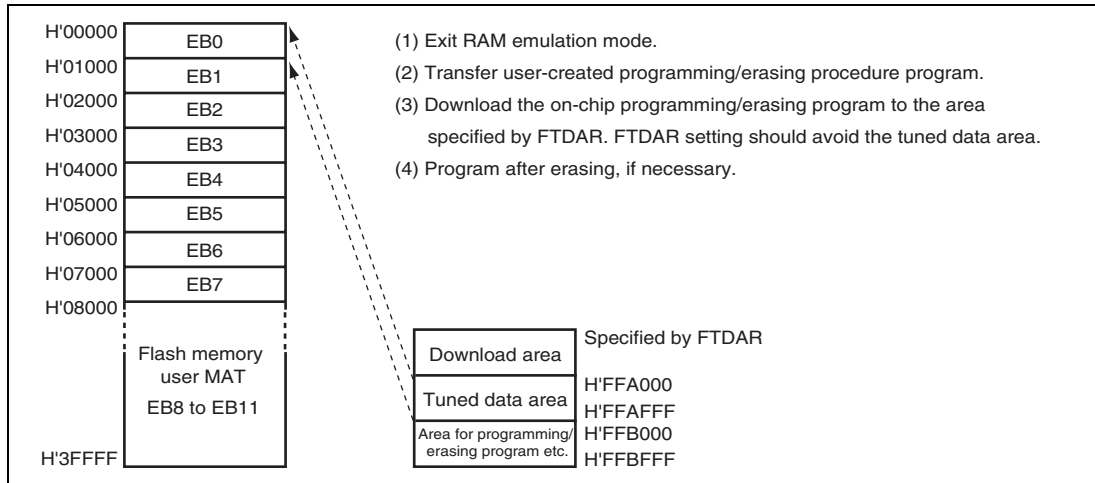 H'00000
EB0
H'01000
EB1
H'02000
EB2
H'03000
EB3
H'04000
EB4
H'05000
EB5
H'06000
EB6
H'07000
EB7
H'08000
Flash memory
user MAT
EB8 to EB11
H'3FFFF
(1) Exit RAM emulation mode.
(2) Transfer user-created programming/erasing procedure program.
(3) Download the on-chip programming/erasing program to the area
specified by FTDAR. FTDAR setting should avoid the tuned data area.
(4) Program after erasing, if necessary.
Specified by FTDAR
Download area
H'FFA000
Tuned data area
H'FFAFFF
H'FFB000
Area for programming/
erasing program etc.
H'FFBFFF